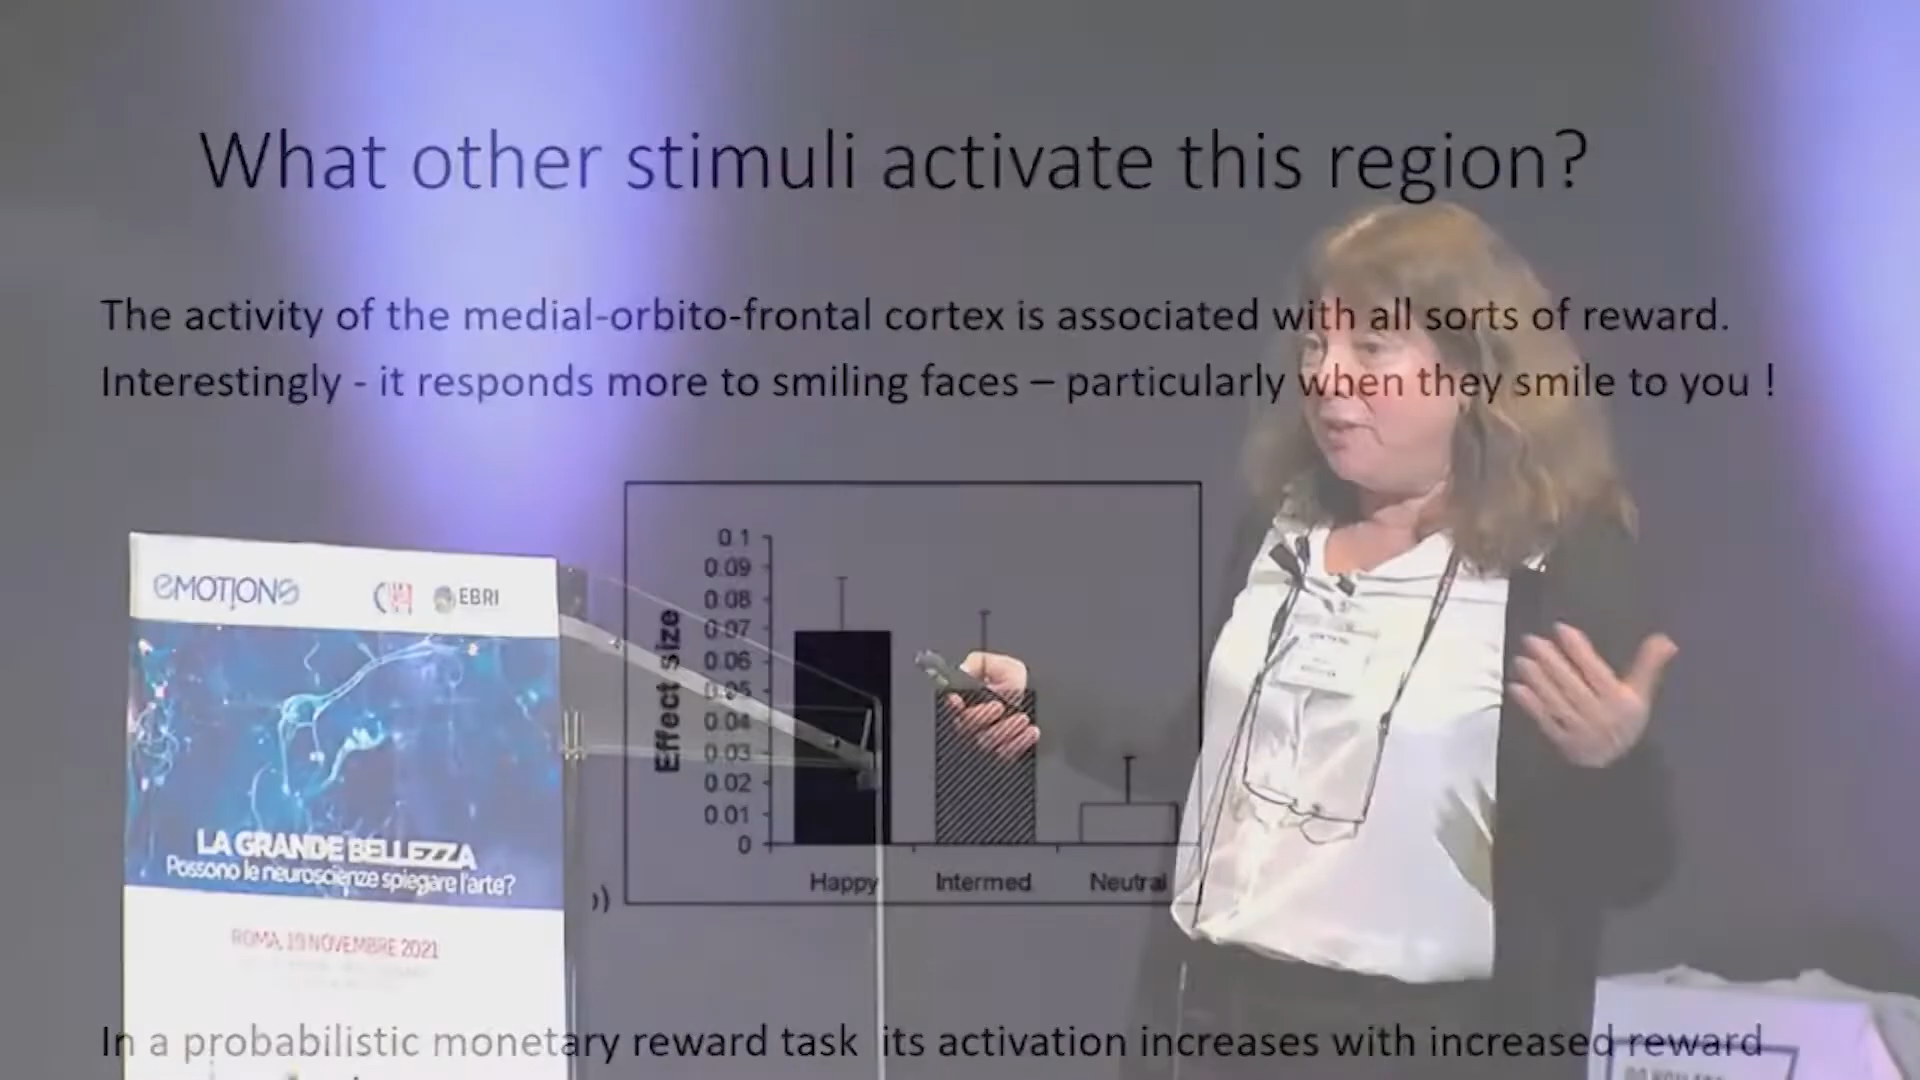 What other stimuli activate this region?
The activity of the medial-orbito-frontal cortex is associated with all sorts of reward.
Interestingly - it responds more to smiling faces – particularly when they smile to you !
0.1
0.09
0.08
0.07
0.06
0.05
0.04
0.03
0.02
0.01
0
Effect size
Happy Intermed Neutral
eMOTIONS EBRI
LA GRANDE BELLEZZA
Possono le neuroscienze spiegare l'arte?
ROMA, 19 NOVEMBRE 2021
In a probabilistic monetary reward task its activation increases with increased reward